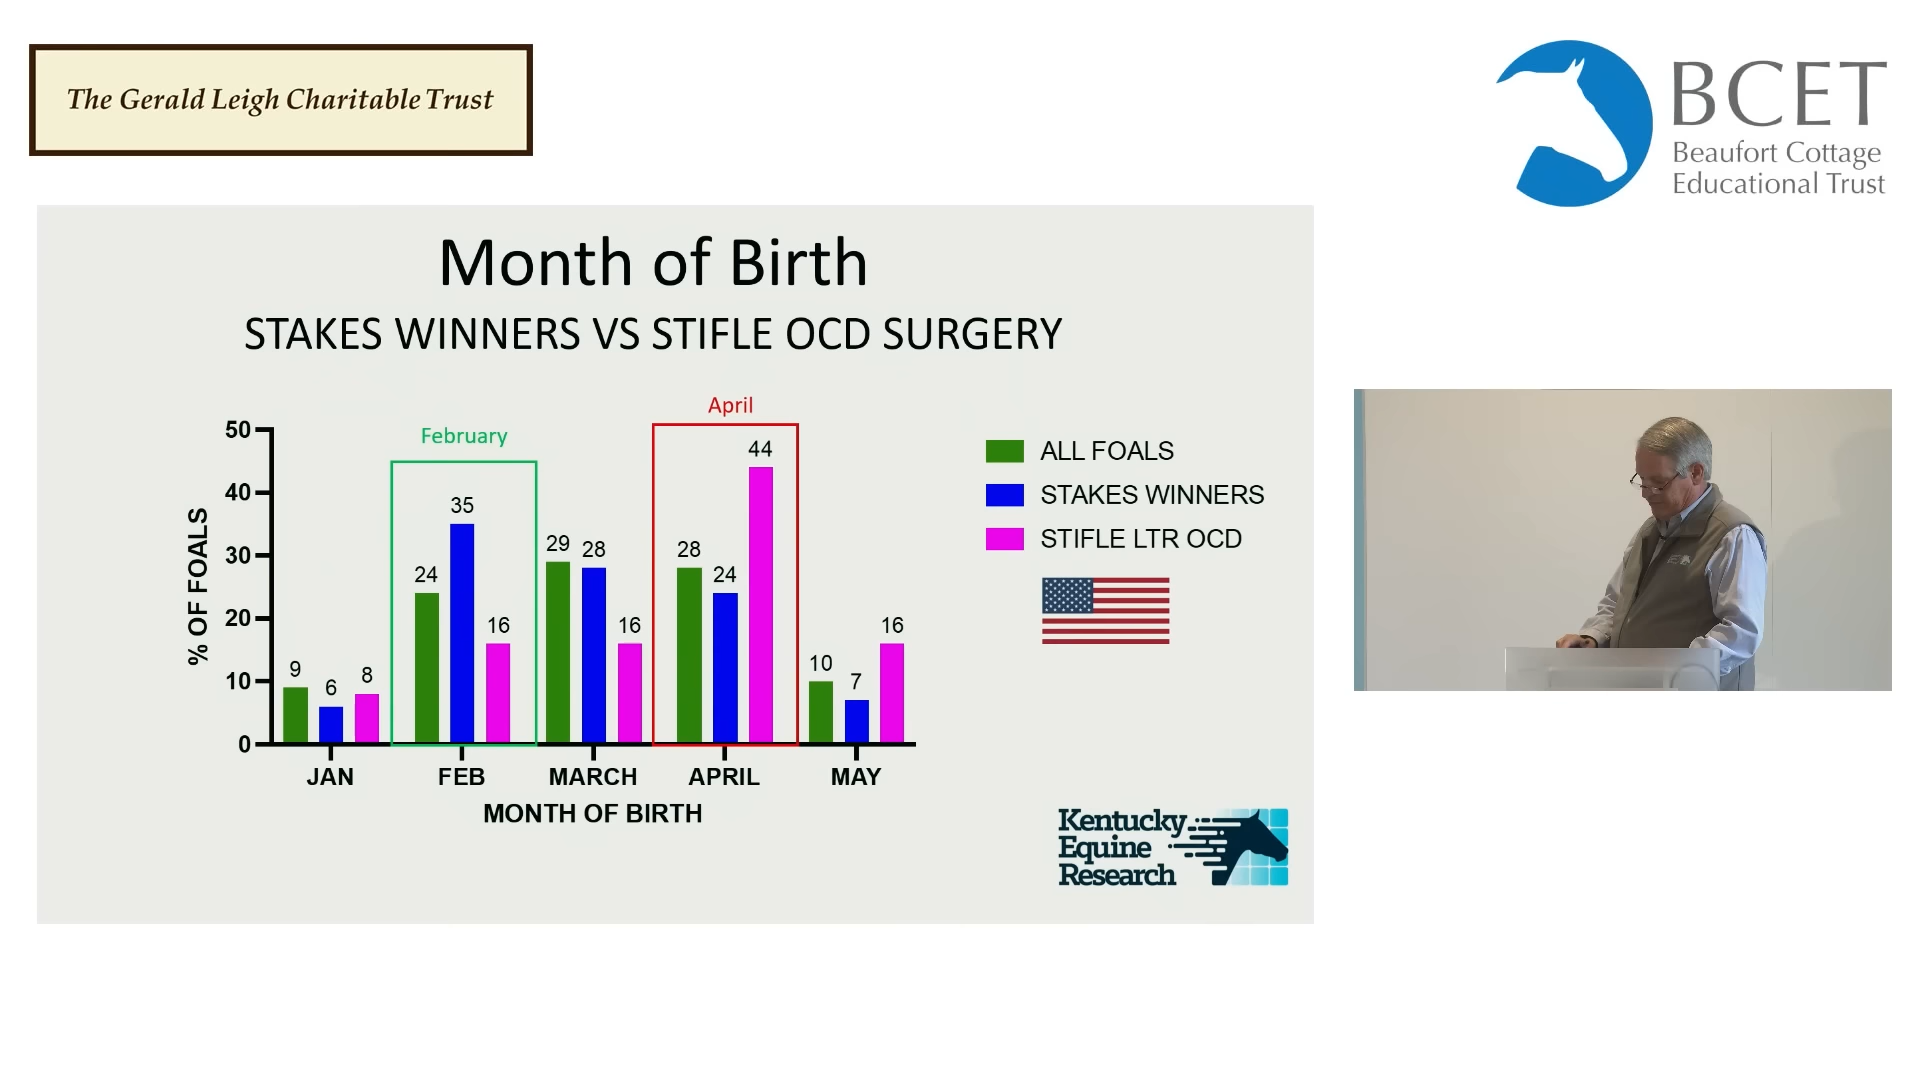 The Gerald Leigh Charitable Trust
BCET
Beaufort Cottage
Educational Trust
Month of Birth
STAKES WINNERS VS STIFLE OCD SURGERY
% OF FOALS
50
40
30
20
10
0
February
April
9
6
8
24
35
16
29
28
16
28
24
44
10
7
16
JAN
FEB
MARCH
APRIL
MAY
MONTH OF BIRTH
ALL FOALS
STAKES WINNERS
STIFLE LTR OCD
Kentucky
Equine
Research